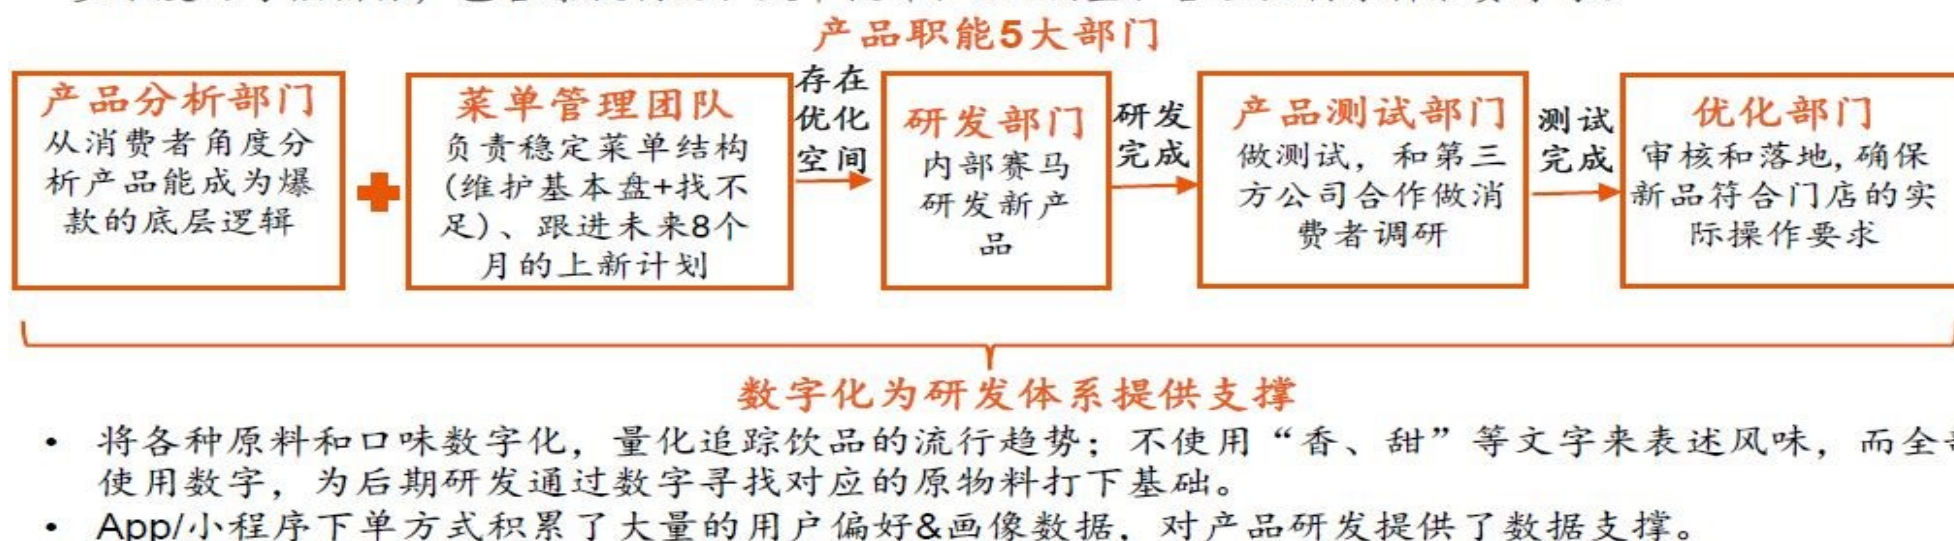 产品职能5大部门
产品分析部门
从消费者角度分
析产品能成为爆
款的底层逻辑
菜单管理团队
负责稳定菜单结构
(维护基本盘+找不
足)、跟进未来8个
月的上新计划
存在
优化
空间
研发部门
内部赛马
研发新产
品
研发
完成
产品测试部门
做测试，和第三
方公司合作做消
费者调研
测试
完成
优化部门
审核和落地,确保
新品符合门店的实
际操作要求
数字化为研发体系提供支撑
• 将各种原料和口味数字化，量化追踪饮品的流行趋势；不使用“香、甜”等文字来表述风味，而全
使用数字，为后期研发通过数字寻找对应的原物料打下基础。
• App/小程序下单方式积累了大量的用户偏好&画像数据，对产品研发提供了数据支撑。